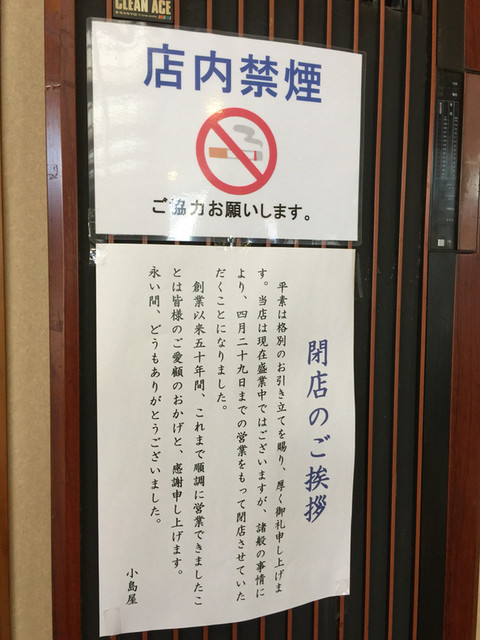 CLEAN ACE
店内禁煙
ご協力お願いします。
閉店のご挨拶
平素は格別のお引き立てを賜り、厚く御礼申し上げま
す。当店は現在盛業中ではございますが、諸般の事情に
より、四月二十九日までの営業をもって閉店させていた
だくことになりました。
創業以来五十年間、これまで順調に営業できましたこ
とは皆様のご愛顧のおかげと、感謝申し上げます。
永い間、どうもありがとうございました。
小島屋